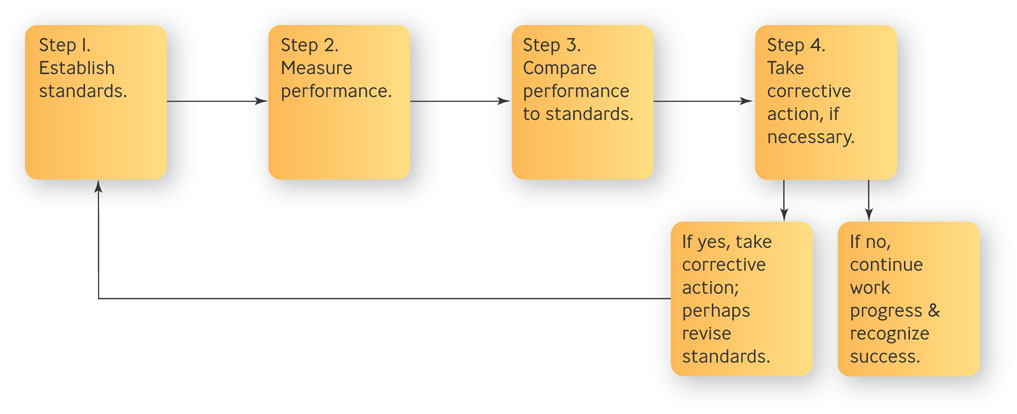 Step 1.
Establish
standards.
Step 2.
Measure
performance.
Step 3.
Compare
performance
to standards.
Step 4.
Take
corrective
action, if
necessary.
If yes, take
corrective
action;
perhaps
revise
standards.
If no,
continue
work
progress &
recognize
success.